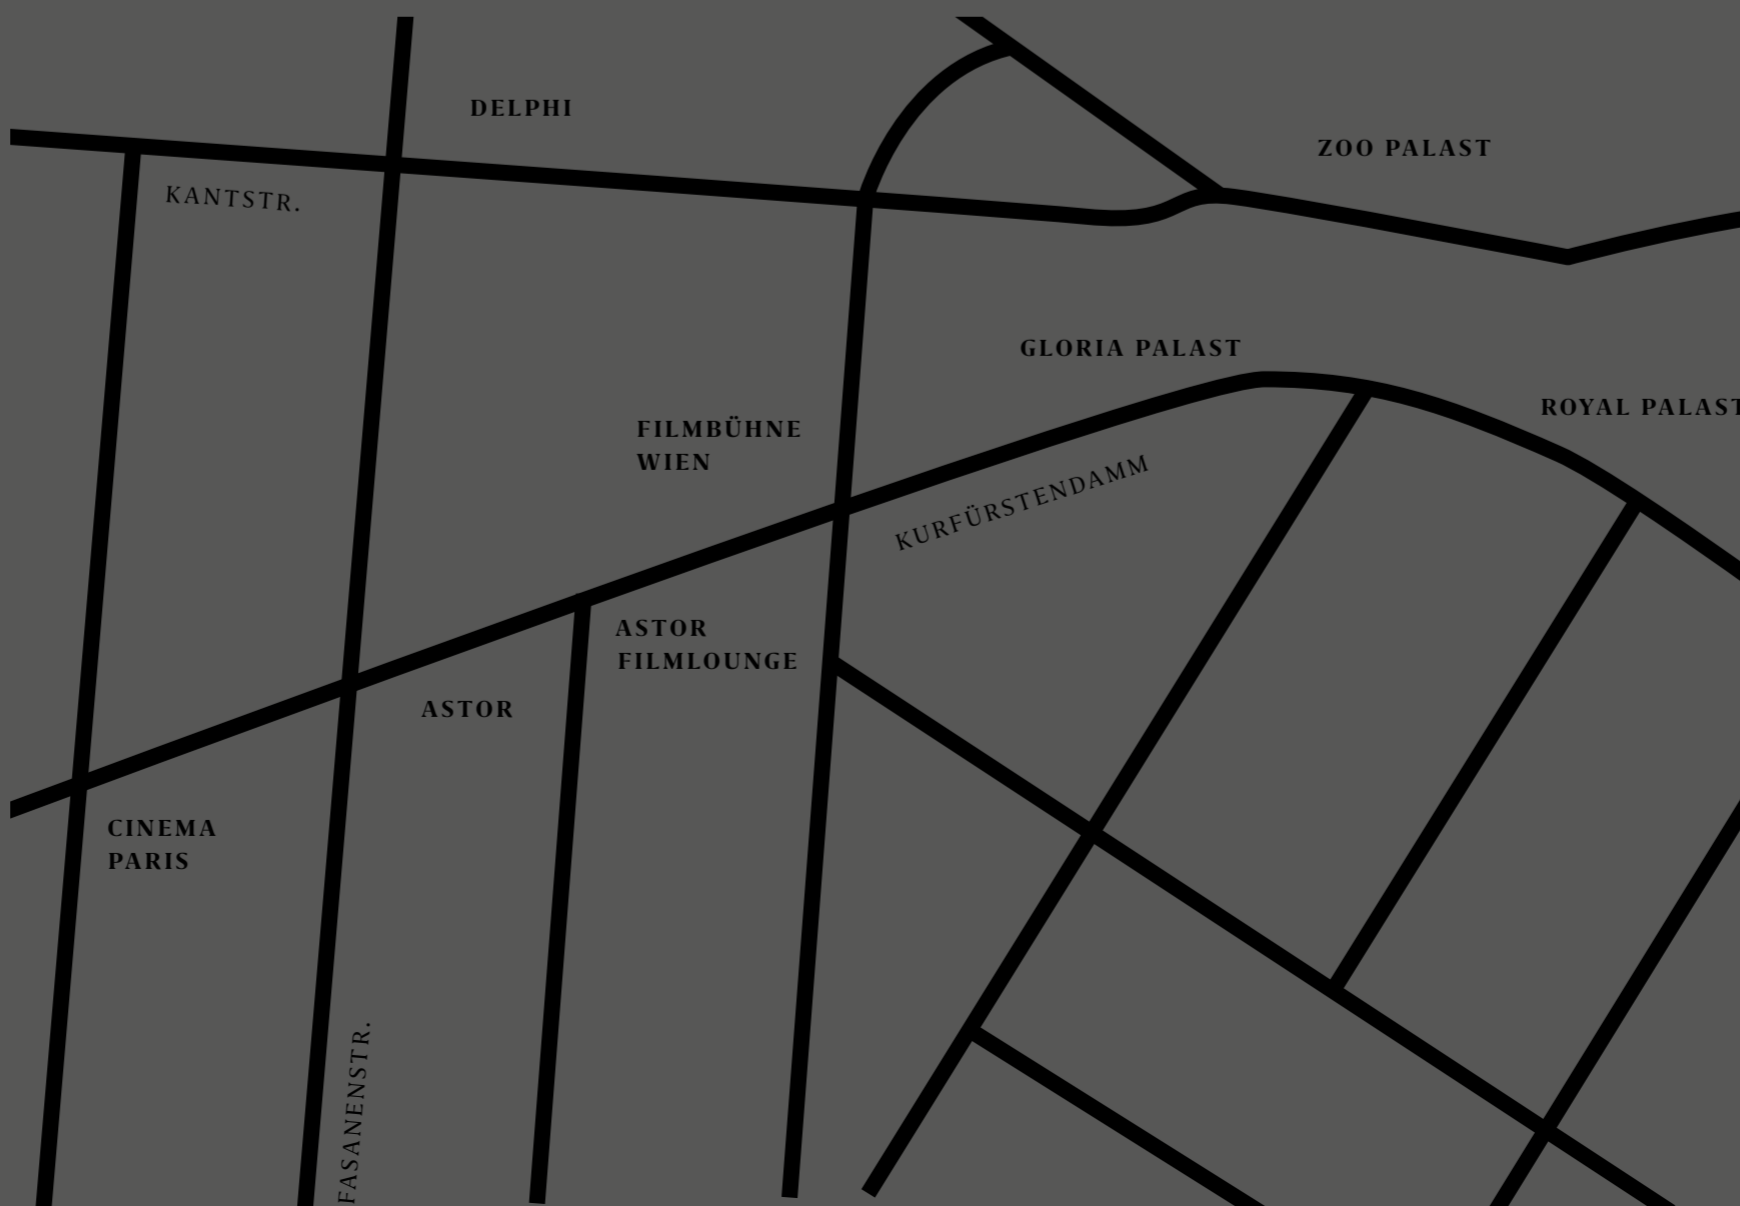 DELPHI
ZOO PALAST
KANTSTR.
GLORIA PALAST
ROYAL PALAST
FILMBÜHNE
WIEN
KURFÜRSTENDAMM
ASTOR
FILMLOUNGE
ASTOR
CINEMA
PARIS
FASANENSTR.